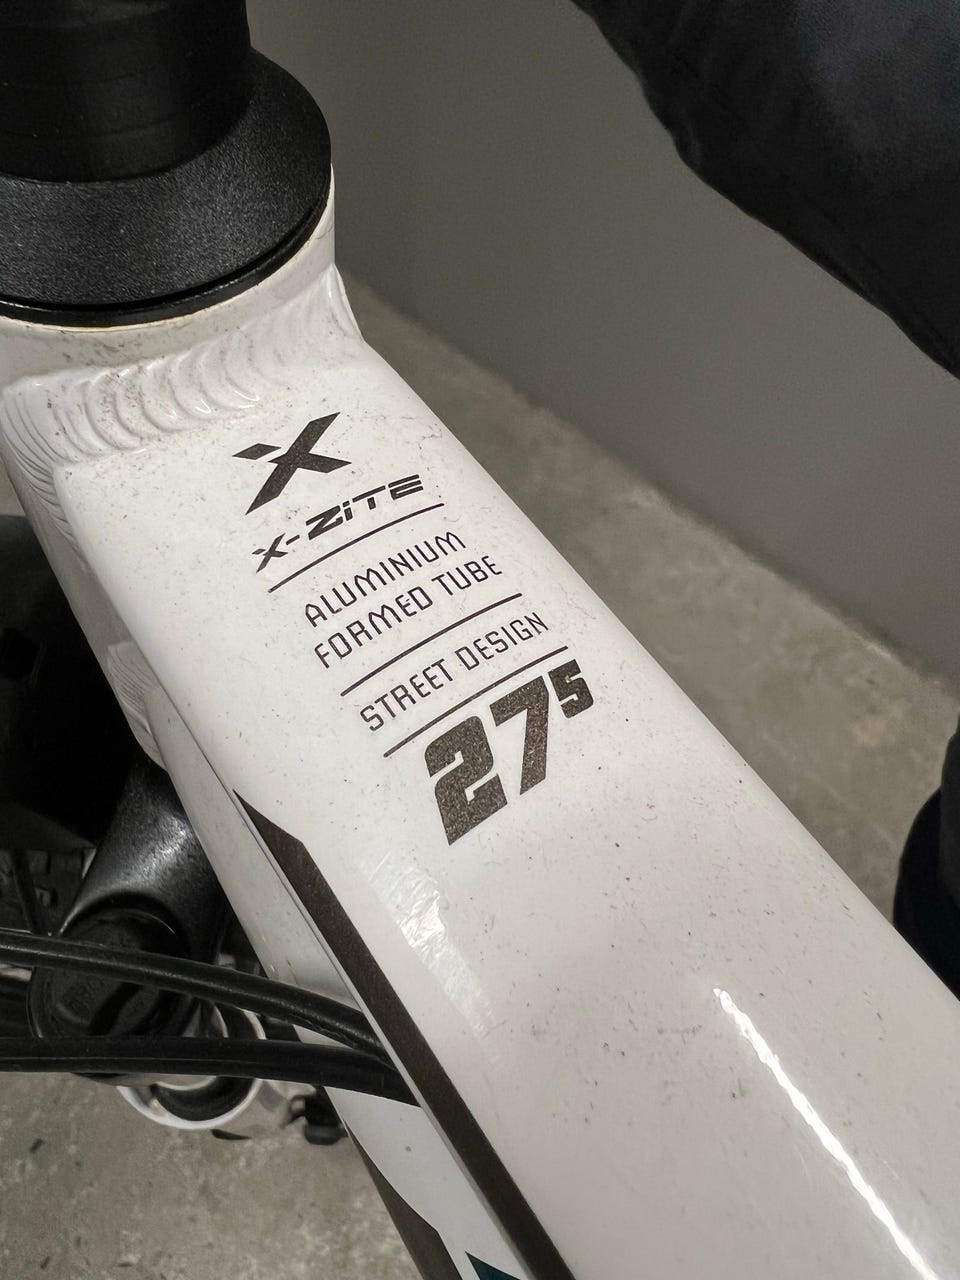 X
X-ZiTE
ALUMINIUM
FORMED TUBE
STREET DESIGN
275